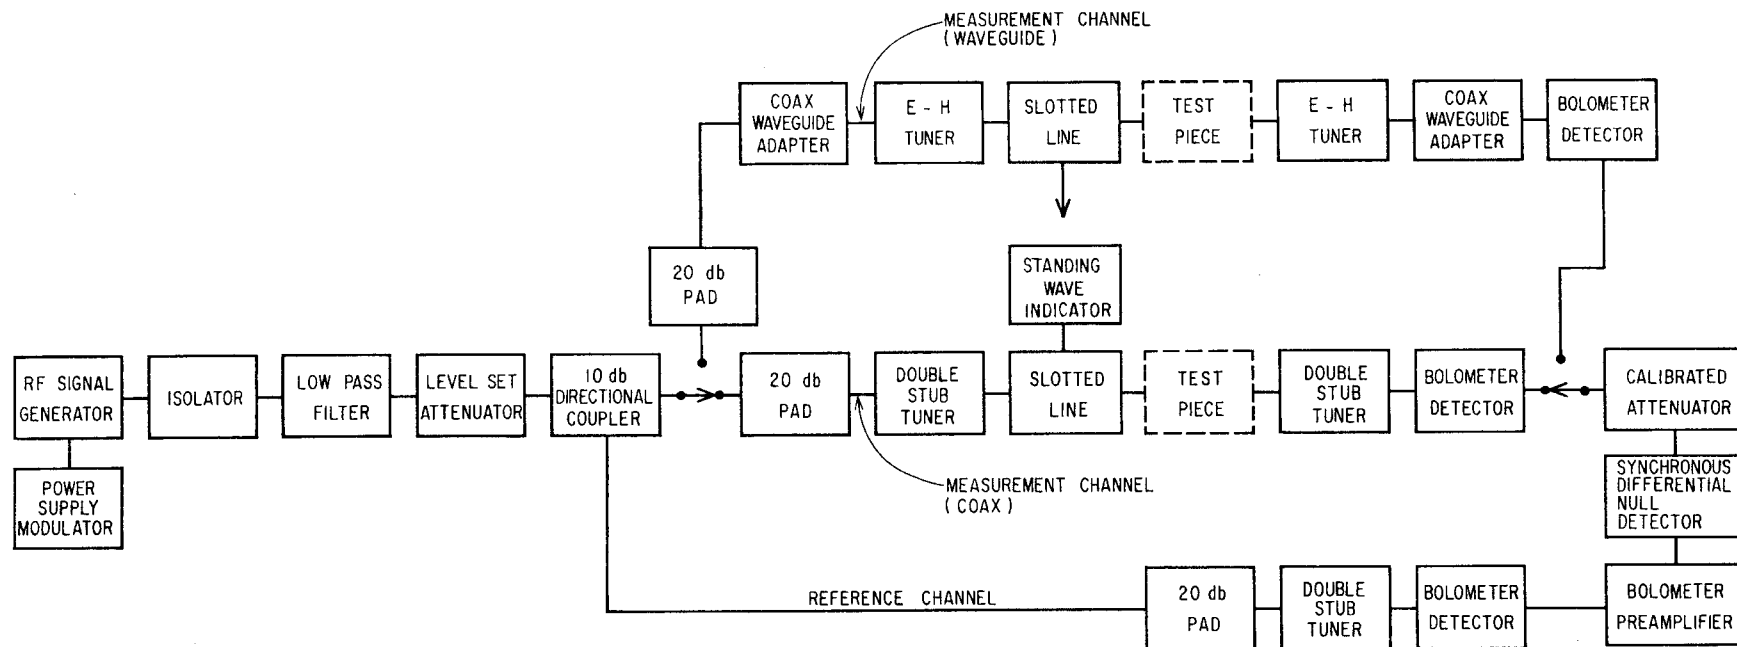 MEASUREMENT CHANNEL
(WAVEGUIDE)
COAX
WAVEGUIDE
ADAPTER
E - H
TUNER
SLOTTED
LINE
TEST
PIECE
E - H
TUNER
COAX
WAVEGUIDE
ADAPTER
BOLOMETER
DETECTOR
20 db
PAD
STANDING
WAVE
INDICATOR
RF SIGNAL
GENERATOR
ISOLATOR
LOW PASS
FILTER
LEVEL SET
ATTENUATOR
10 db
DIRECTIONAL
COUPLER
20 db
PAD
DOUBLE
STUB
TUNER
SLOTTED
LINE
TEST
PIECE
DOUBLE
STUB
TUNER
BOLOMETER
DETECTOR
CALIBRATED
ATTENUATOR
POWER
SUPPLY
MODULATOR
MEASUREMENT CHANNEL
(COAX)
SYNCHRONOUS
DIFFERENTIAL
NULL
DETECTOR
REFERENCE CHANNEL
20 db
PAD
DOUBLE
STUB
TUNER
BOLOMETER
DETECTOR
BOLOMETER
PREAMPLIFIER